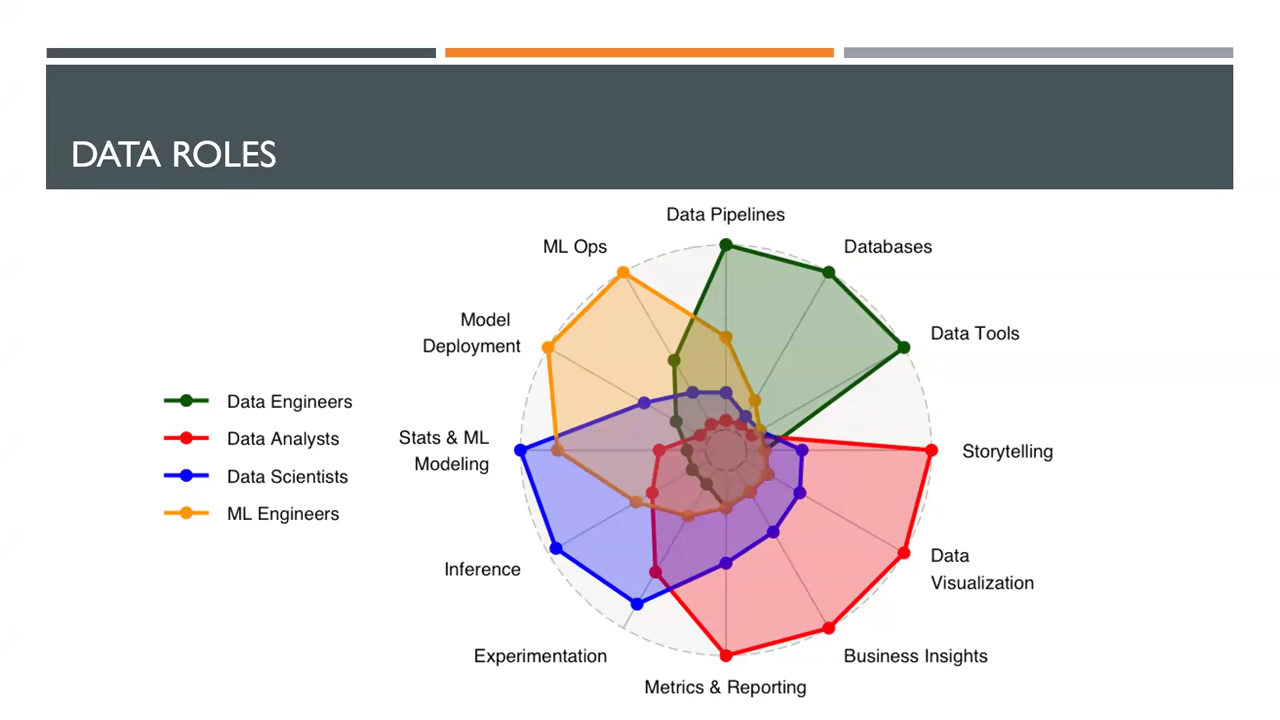 DATA ROLES
Data Pipelines
ML Ops
Databases
Model
Deployment
Data Tools
Data Engineers
Data Analysts
Data Scientists
ML Engineers
Stats & ML
Modeling
Storytelling
Inference
Data
Visualization
Experimentation
Business Insights
Metrics & Reporting